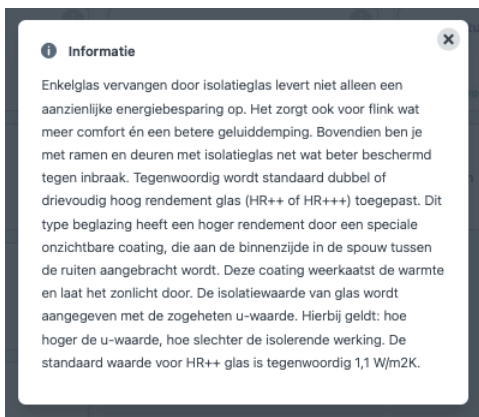 Informatie
Enkelglas vervangen door isolatieglas levert niet alleen een
aanzienlijke energiebesparing op. Het zorgt ook voor flink wat
meer comfort én een betere geluiddemping. Bovendien ben je
met ramen en deuren met isolatieglas net wat beter beschermd
tegen inbraak. Tegenwoordig wordt standaard dubbel of
drievoudig hoog rendement glas (HR++ of HR+++) toegepast. Dit
type beglazing heeft een hoger rendement door een speciale
onzichtbare coating, die aan de binnenzijde in de spouw tussen
de ruiten aangebracht wordt. Deze coating weerkaatst de warmte
en laat het zonlicht door. De isolatiewaarde van glas wordt
aangegeven met de zogeheten u-waarde. Hierbij geldt: hoe
hoger de u-waarde, hoe slechter de isolerende werking. De
standaard waarde voor HR++ glas is tegenwoordig 1,1 W/m2K.